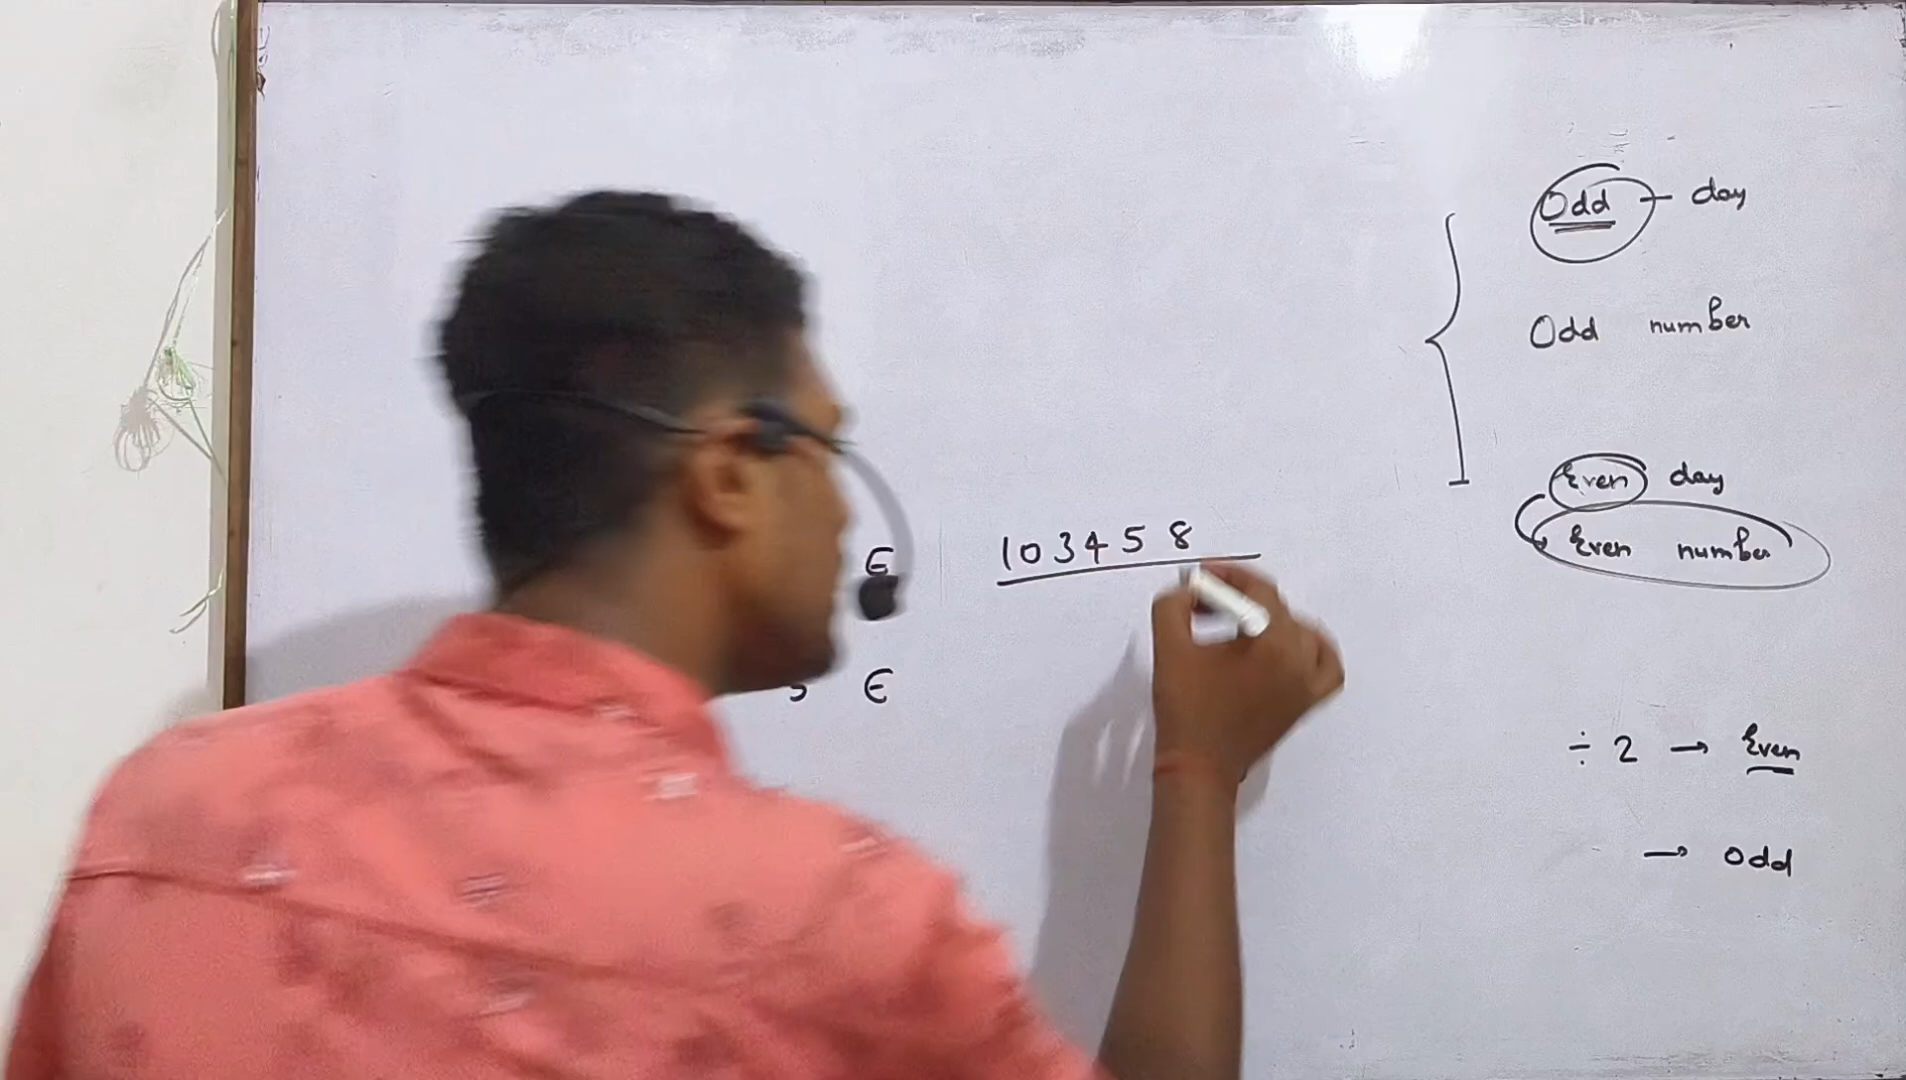 Odd - day
Odd number
Even day
Even number
E 103458
E
÷ 2 → Even
→ Odd